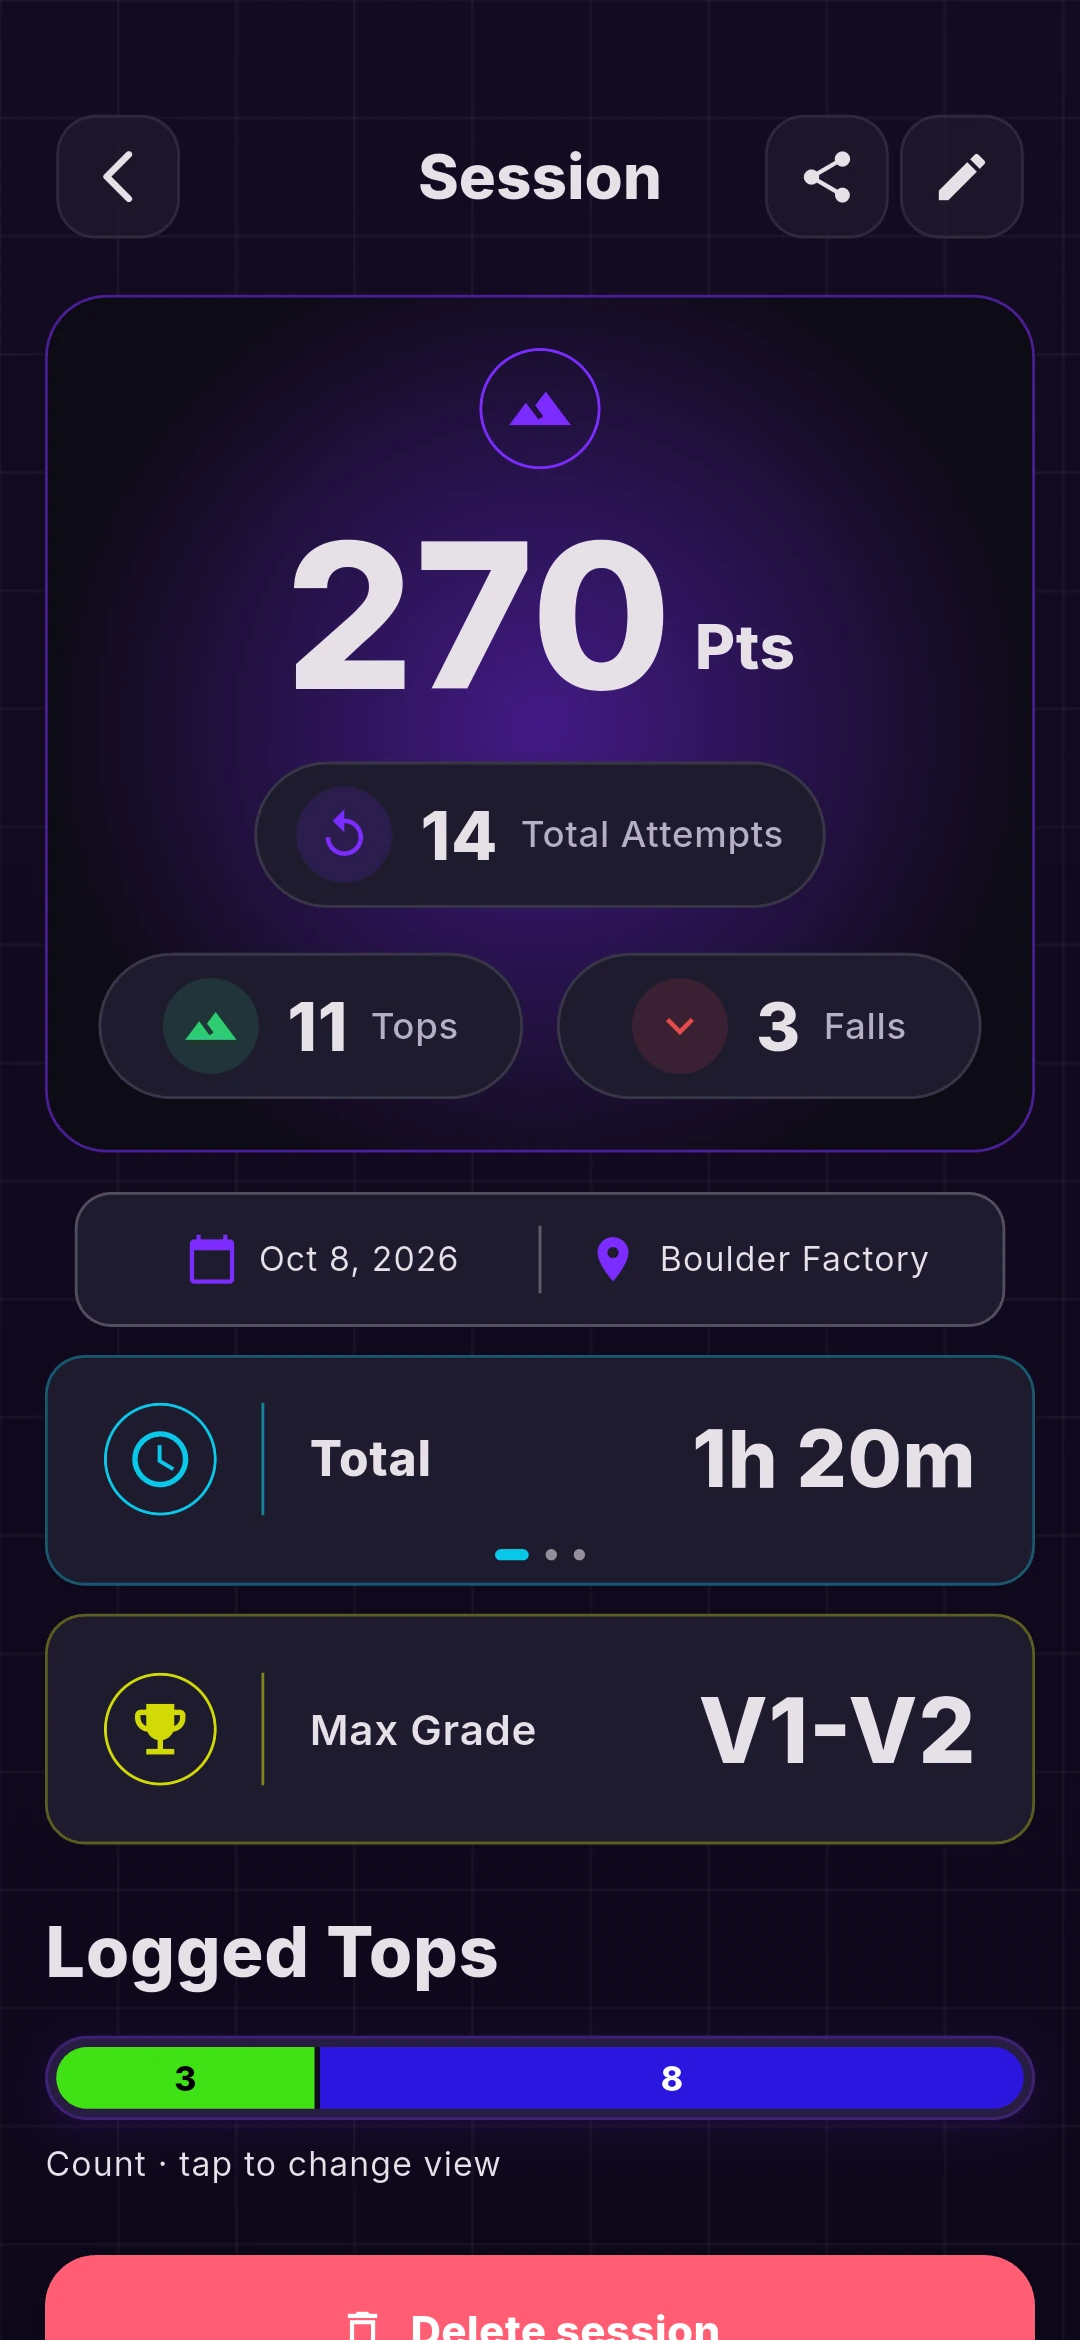 Session
270 Pts
14 Total Attempts
11 Tops
3 Falls
Oct 8, 2026
Boulder Factory
Total
1h 20m
Max Grade
V1-V2
Logged Tops
3
8
Count · tap to change view
Delete session